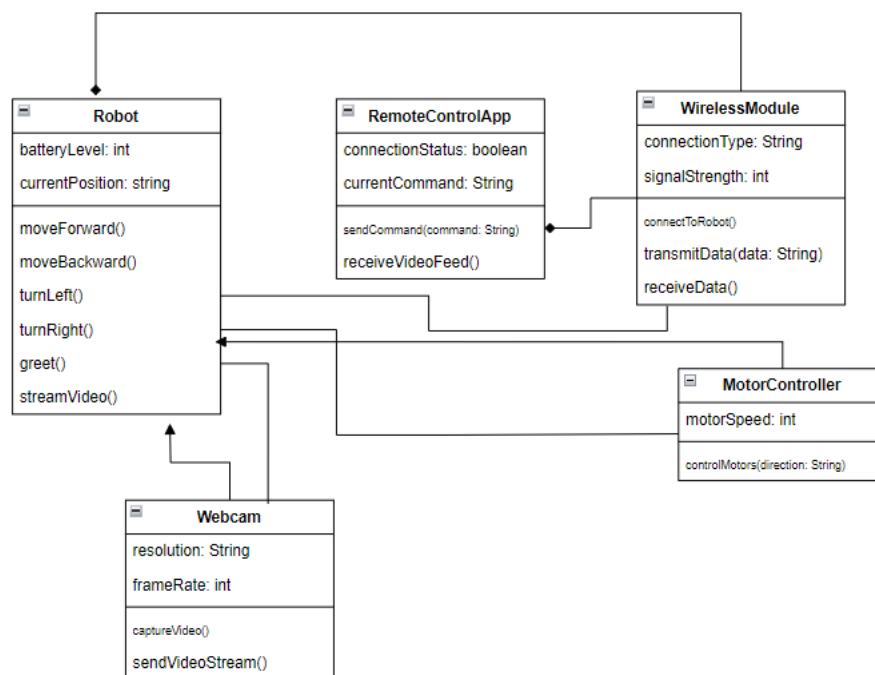 Robot
batteryLevel: int
currentPosition: string
moveForward()
moveBackward()
turnLeft()
turnRight()
greet()
streamVideo()
RemoteControlApp
connectionStatus: boolean
currentCommand: String
sendCommand(command: String)
receiveVideoFeed()
WirelessModule
connectionType: String
signalStrength: int
connectToRobot()
transmitData(data: String)
receiveData()
MotorController
motorSpeed: int
controlMotors(direction: String)
Webcam
resolution: String
frameRate: int
captureVideo()
sendVideoStream()